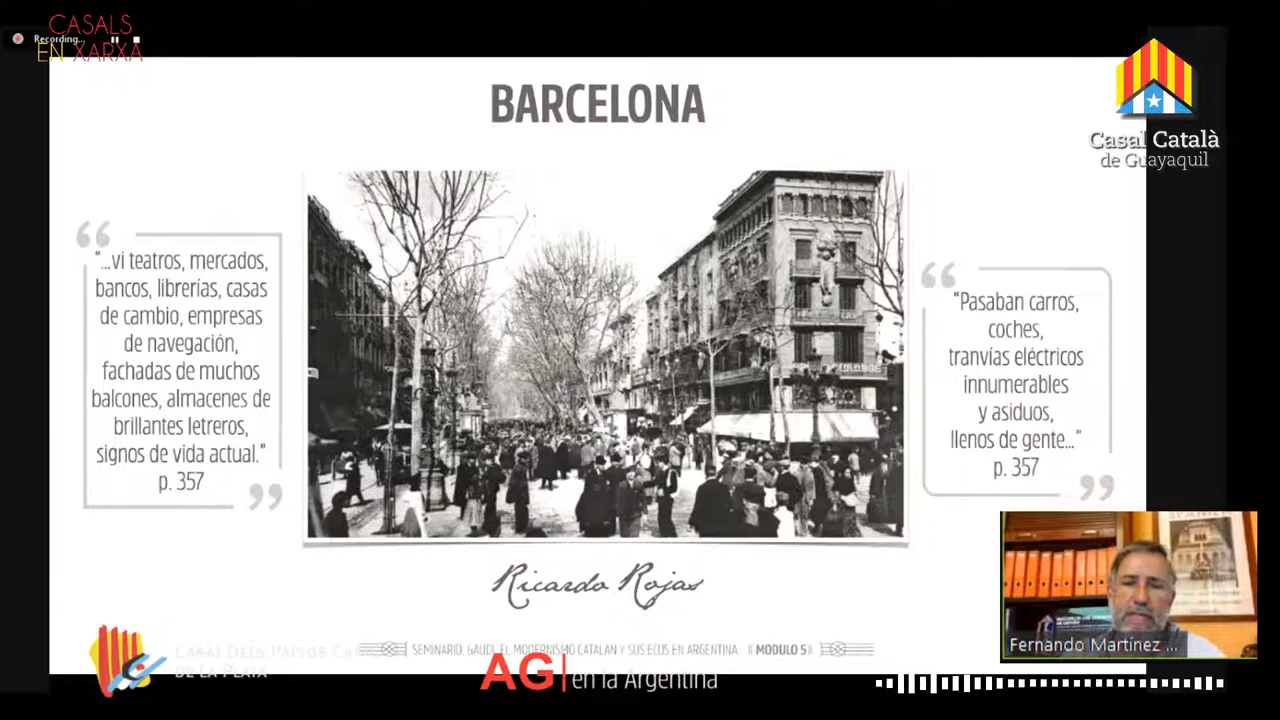 CASALS
Recording...
EN XARXA
Casal Català
de Guayaquil
BARCELONA
“...vi teatros, mercados,
bancos, librerías, casas
de cambio, empresas
de navegación,
fachadas de muchos
balcones, almacenes de
brillantes letreros,
signos de vida actual.”
p. 357
“Pasaban carros,
coches,
tranvías eléctricos
innumerables
y asiduos,
llenos de gente...”
p. 357
Ricardo Rojas
SEMINARIO: GAUDÍ, EL MODERNISMO CATALÁN Y SUS ECOS EN ARGENTINA || MODULO 5 ||
DE LA PLATA
AG| en la Argentina
Fernando Martínez ...